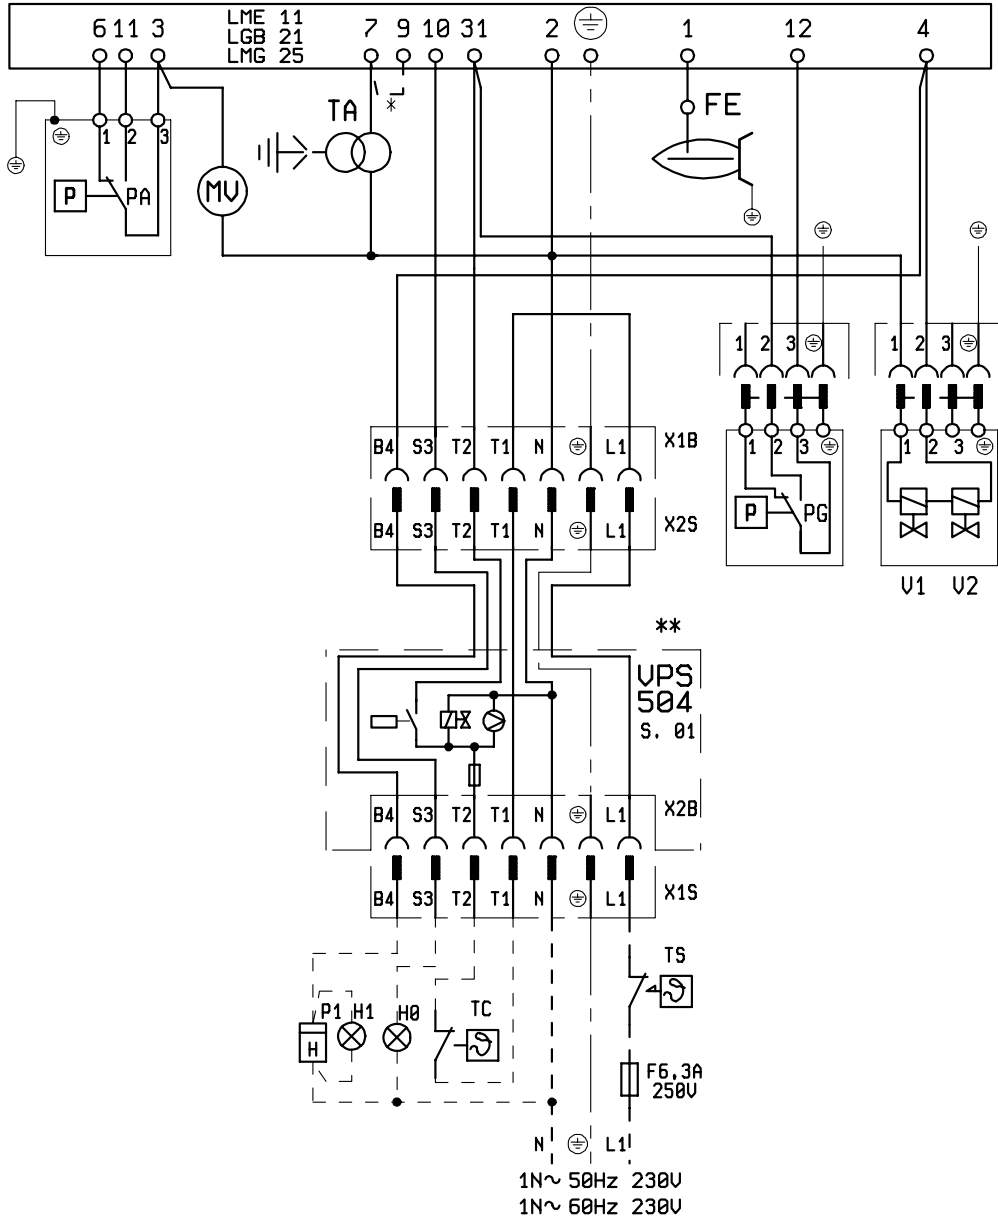 LME 11
6 11 3 LGB 21 7 9 10 31 2 1 12 4
LMG 25
TA * FE
1 2 3
P PA MV
1 2 3 1 2 3
B4 S3 T2 T1 N L1 X1B
1 2 3 1 2 3
P PG
B4 S3 T2 T1 N L1 X2S
V1 V2
**
VPS
504
S. 01
B4 S3 T2 T1 N L1 X2B
B4 S3 T2 T1 N L1 X1S
TS
P1 H1 H0 TC
H
F6,3A
250V
N L1
1N~ 50Hz 230V
1N~ 60Hz 230V